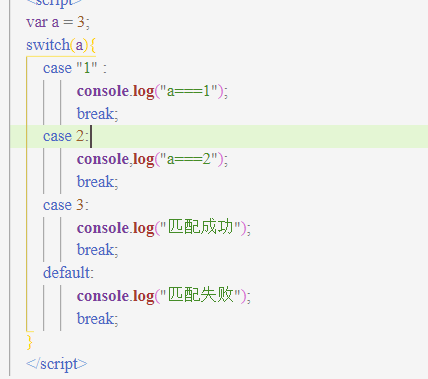 <script>
var a = 3;
switch(a){
case "1" :
console.log("a===1");
break;
case 2:
console,log("a===2");
break;
case 3:
console.log("匹配成功");
break;
default:
console.log("匹配失败");
break;
}
</script>